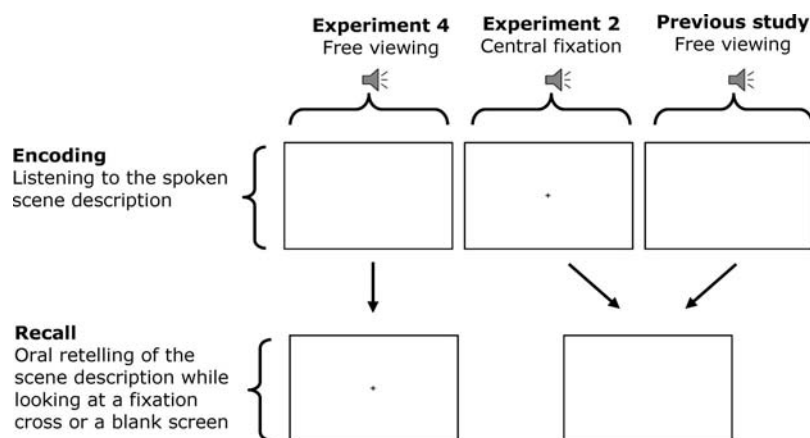 Experiment 4
Free viewing
Experiment 2
Central fixation
Previous study
Free viewing
Encoding
Listening to the spoken
scene description
Recall
Oral retelling of the
scene description while
looking at a fixation
cross or a blank screen